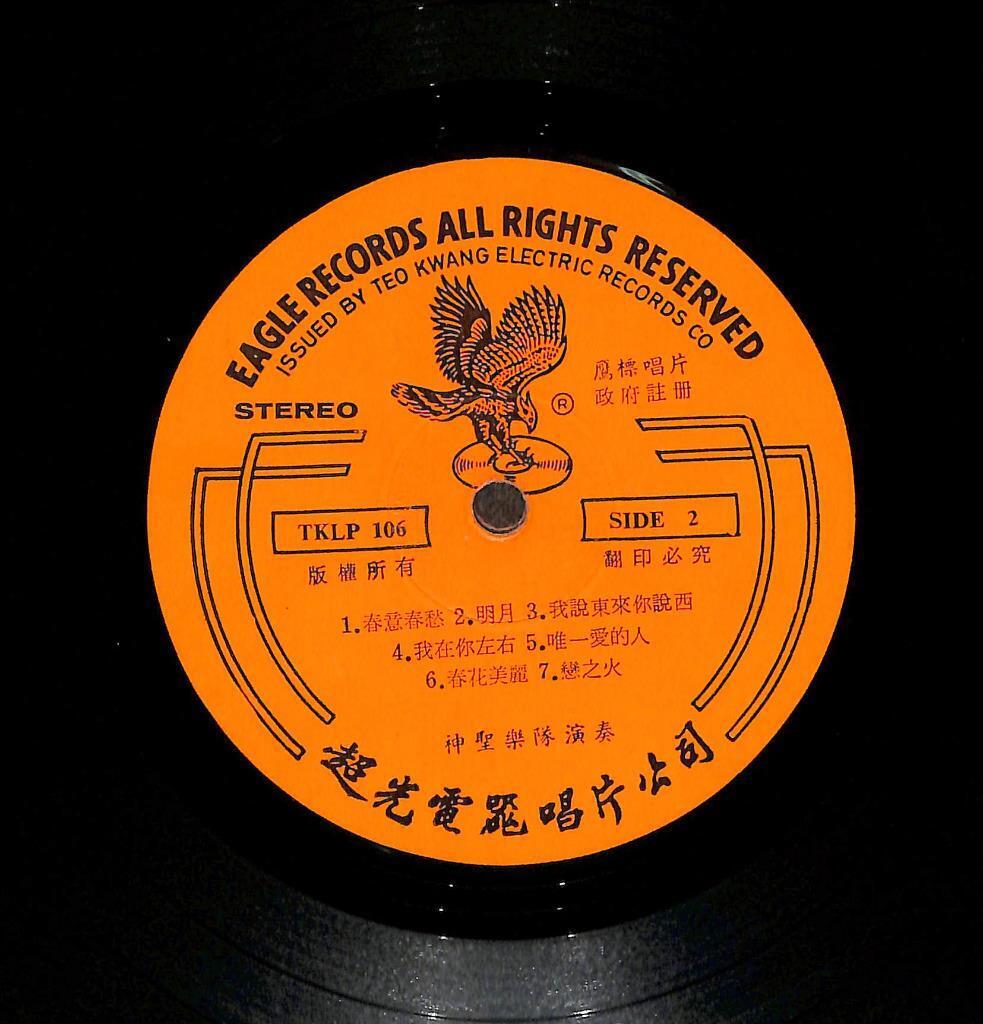 EAGLE RECORDS ALL RIGHTS RESERVED
ISSUED BY TEO KWANG ELECTRIC RECORDS CO
鷹標唱片
政府註册
®
STEREO
TKLP 106
SIDE 2
版權所有
翻印必究
1.春意春愁 2.明月 3.我說東來你說西
4.我在你左右 5.唯一愛的人
6.春花美麗 7.戀之火
神聖樂隊演奏
超光電器唱片公司